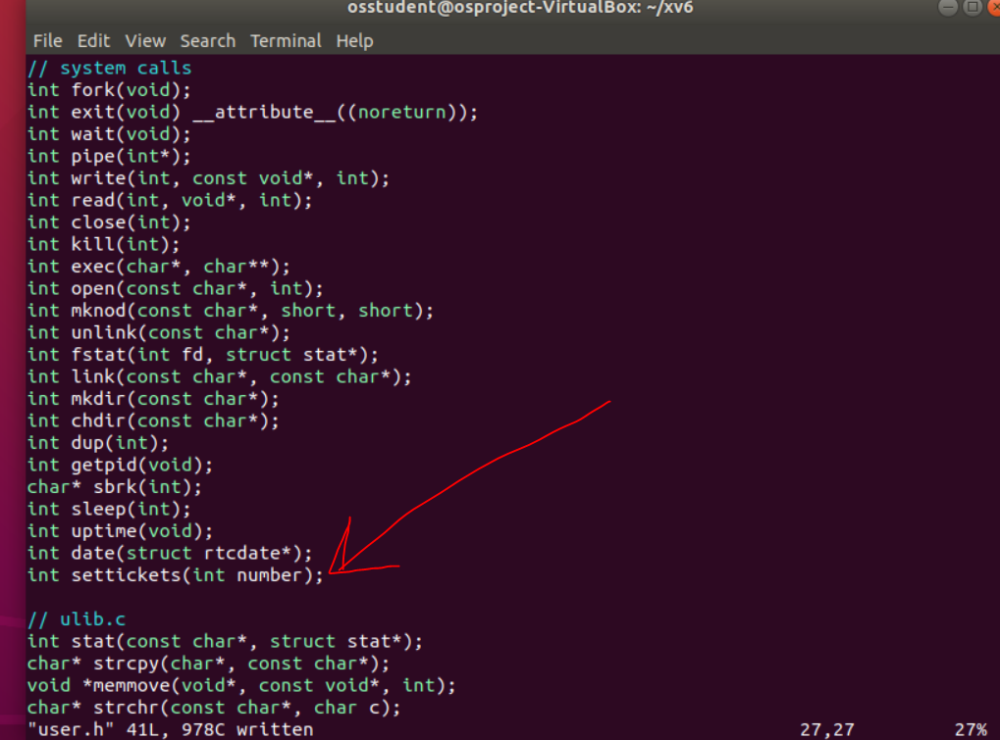 osstudent@osproject-VirtualBox: ~/xv6
File Edit View Search Terminal Help
// system calls
int fork(void);
int exit(void) __attribute__((noreturn));
int wait(void);
int pipe(int*);
int write(int, const void*, int);
int read(int, void*, int);
int close(int);
int kill(int);
int exec(char*, char**);
int open(const char*, int);
int mknod(const char*, short, short);
int unlink(const char*);
int fstat(int fd, struct stat*);
int link(const char*, const char*);
int mkdir(const char*);
int chdir(const char*);
int dup(int);
int getpid(void);
char* sbrk(int);
int sleep(int);
int uptime(void);
int date(struct rtcdate*);
int settickets(int number);

// ulib.c
int stat(const char*, struct stat*);
char* strcpy(char*, const char*);
void *memmove(void*, const void*, int);
char* strchr(const char*, char c);
"user.h" 41L, 978C written 27,27 27%